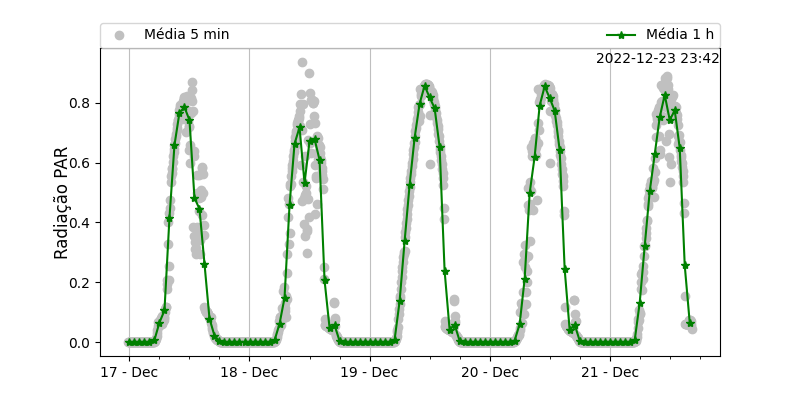 Média 5 min
Média 1 h
2022-12-23 23:42
Radiação PAR
0.8
0.6
0.4
0.2
0.0
17 - Dec
18 - Dec
19 - Dec
20 - Dec
21 - Dec